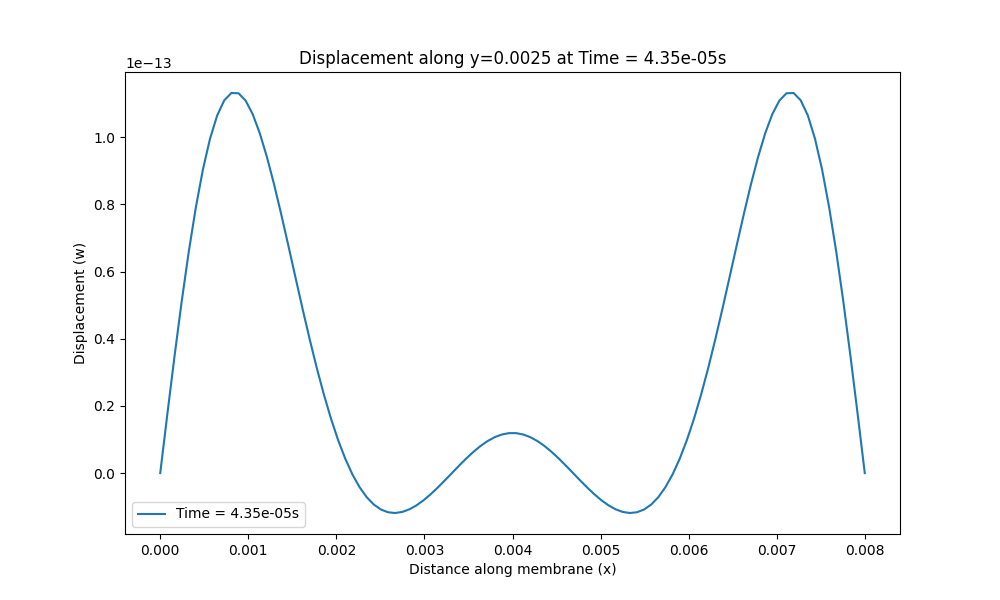 Displacement along y=0.0025 at Time = 4.35e-05s
1e−13
1.0
0.8
0.6
0.4
0.2
0.0
Displacement (w)
Time = 4.35e-05s
0.000 0.001 0.002 0.003 0.004 0.005 0.006 0.007 0.008
Distance along membrane (x)